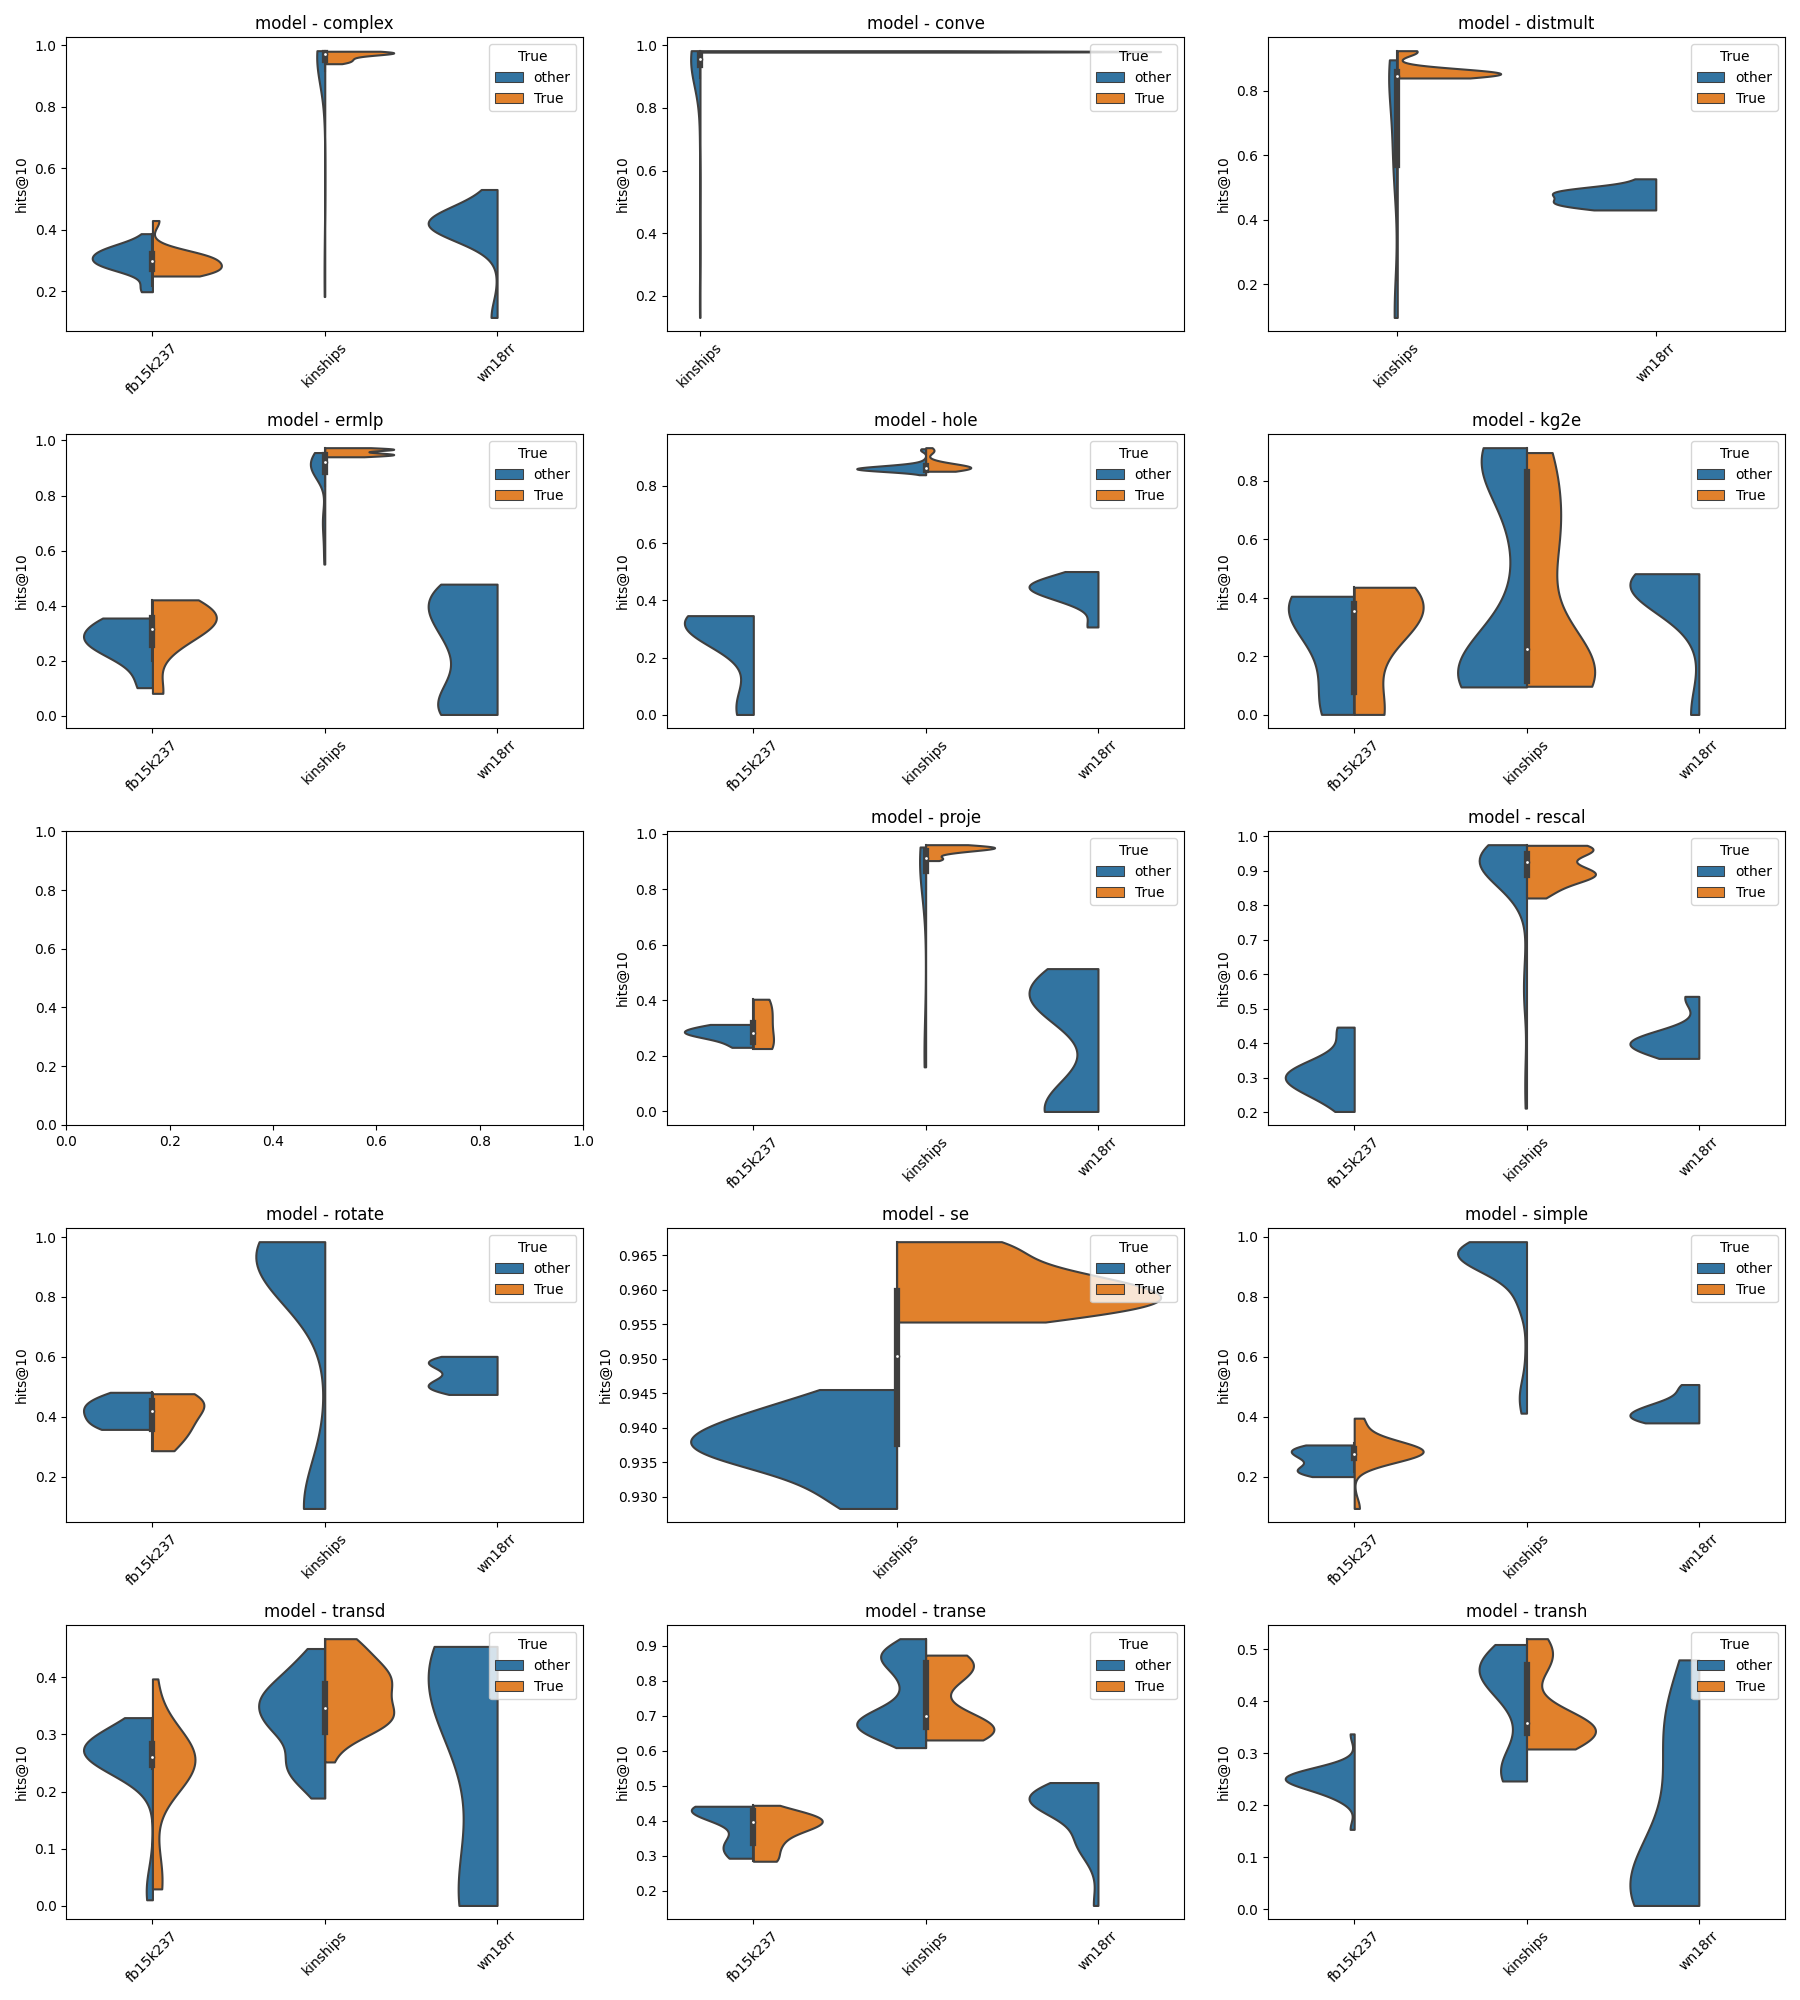 model - complex
hits@10
1.0
0.8
0.6
0.4
0.2
True
other
True
fb15k237
kinships
wn18rr
model - conve
hits@10
1.0
0.8
0.6
0.4
0.2
True
other
True
kinships
model - distmult
hits@10
0.8
0.6
0.4
0.2
True
other
True
kinships
wn18rr
model - ermlp
hits@10
1.0
0.8
0.6
0.4
0.2
0.0
True
other
True
fb15k237
kinships
wn18rr
model - hole
hits@10
0.8
0.6
0.4
0.2
0.0
True
other
True
fb15k237
kinships
wn18rr
model - kg2e
hits@10
0.8
0.6
0.4
0.2
0.0
True
other
True
fb15k237
kinships
wn18rr
1.0
0.8
0.6
0.4
0.2
0.0
0.0
0.2
0.4
0.6
0.8
1.0
model - proje
hits@10
1.0
0.8
0.6
0.4
0.2
0.0
True
other
True
fb15k237
kinships
wn18rr
model - rescal
hits@10
1.0
0.9
0.8
0.7
0.6
0.5
0.4
0.3
0.2
True
other
True
fb15k237
kinships
wn18rr
model - rotate
hits@10
1.0
0.8
0.6
0.4
0.2
True
other
True
fb15k237
kinships
wn18rr
model - se
hits@10
0.965
0.960
0.955
0.950
0.945
0.940
0.935
0.930
True
other
True
kinships
model - simple
hits@10
1.0
0.8
0.6
0.4
0.2
True
other
True
fb15k237
kinships
wn18rr
model - transd
hits@10
0.4
0.3
0.2
0.1
0.0
True
other
True
fb15k237
kinships
wn18rr
model - transe
hits@10
0.9
0.8
0.7
0.6
0.5
0.4
0.3
0.2
True
other
True
fb15k237
kinships
wn18rr
model - transh
hits@10
0.5
0.4
0.3
0.2
0.1
0.0
True
other
True
fb15k237
kinships
wn18rr